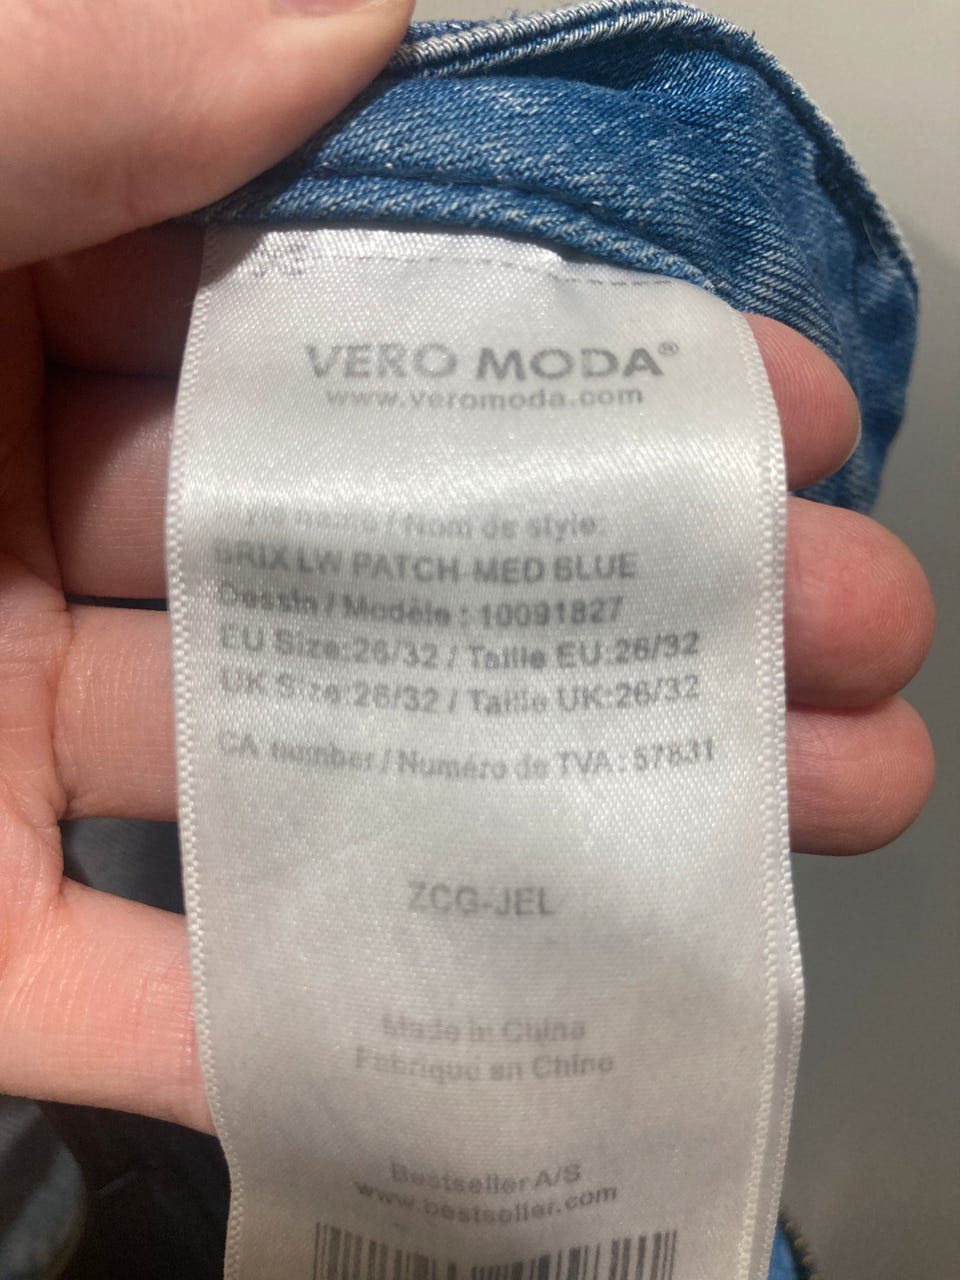 VERO MODA®
www.veromoda.com
name / Nom de style:
BRIX LW PATCH-MED BLUE
Dessin / Modèle : 10091827
EU Size:26/32 / Taille EU:26/32
UK Size:26/32 / Taille UK:26/32
CA number / Numéro de TVA : 57831
ZCG-JEL
Made in China
Fabriqué en Chine
Bestseller A/S
www.bestseller.com